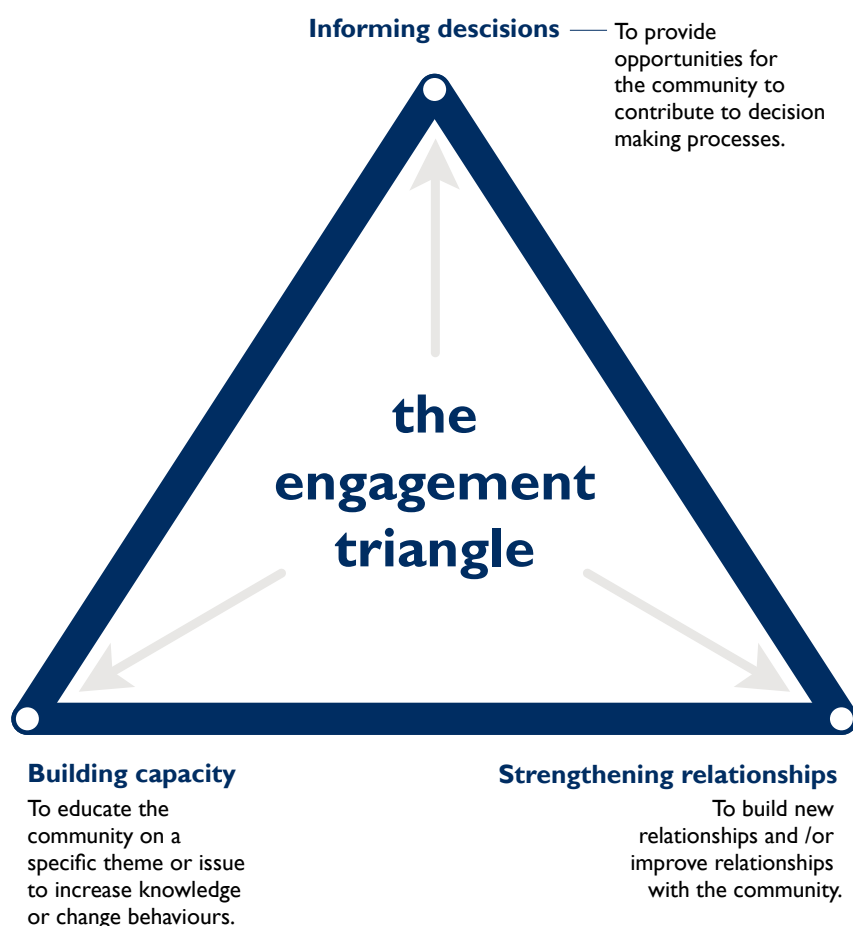 Informing descisions
To provide
opportunities for
the community to
contribute to decision
making processes.
the
engagement
triangle
Building capacity
To educate the
community on a
specific theme or issue
to increase knowledge
or change behaviours.
Strengthening relationships
To build new
relationships and /or
improve relationships
with the community.